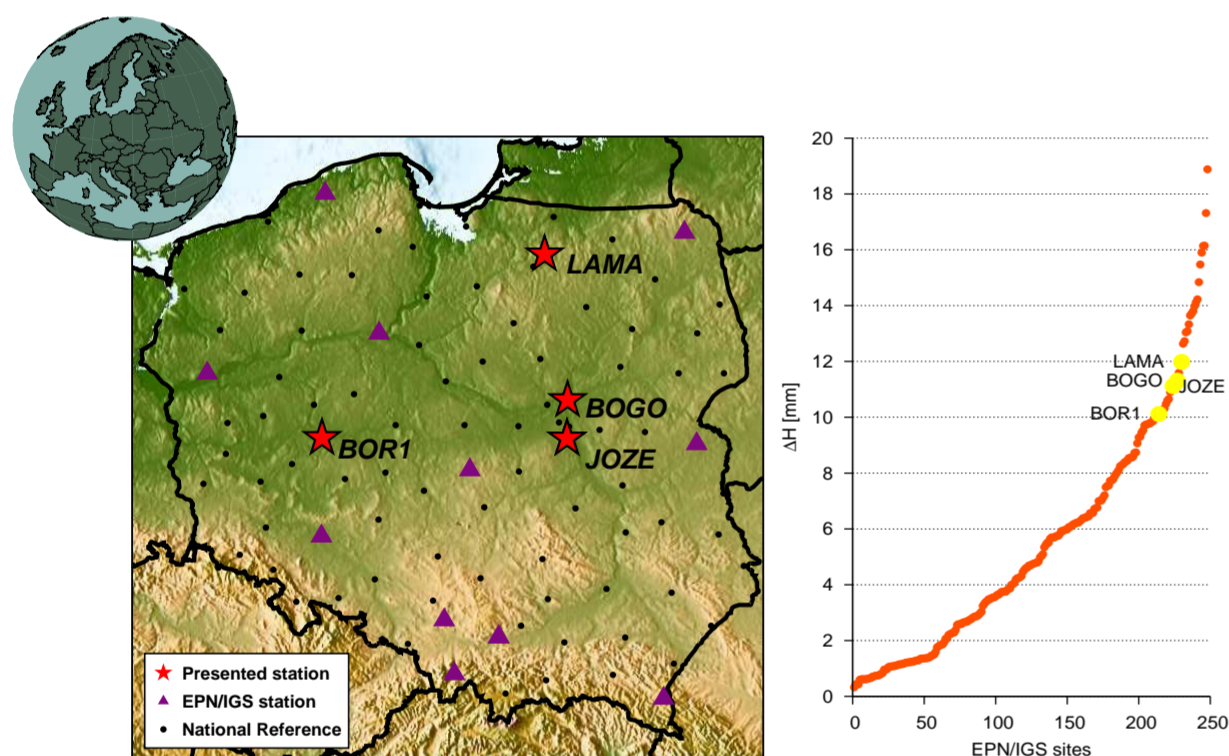 LAMA
BOGO
BOR1
JOZE
Presented station
EPN/IGS station
National Reference
20
18
16
14
12
10
8
6
4
2
0
ΔH [mm]
LAMA
BOGO
JOZE
BOR1
0 50 100 150 200 250
EPN/IGS sites